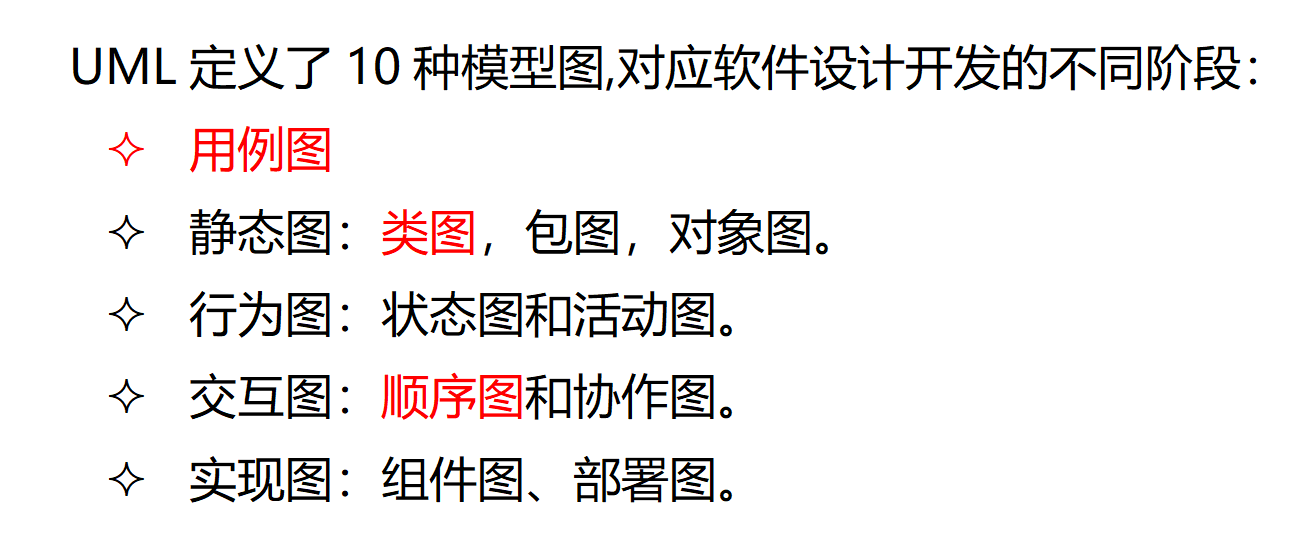 UML 定义了 10 种模型图,对应软件设计开发的不同阶段：
✧ 用例图
✧ 静态图：类图，包图，对象图。
✧ 行为图：状态图和活动图。
✧ 交互图：顺序图和协作图。
✧ 实现图：组件图、部署图。